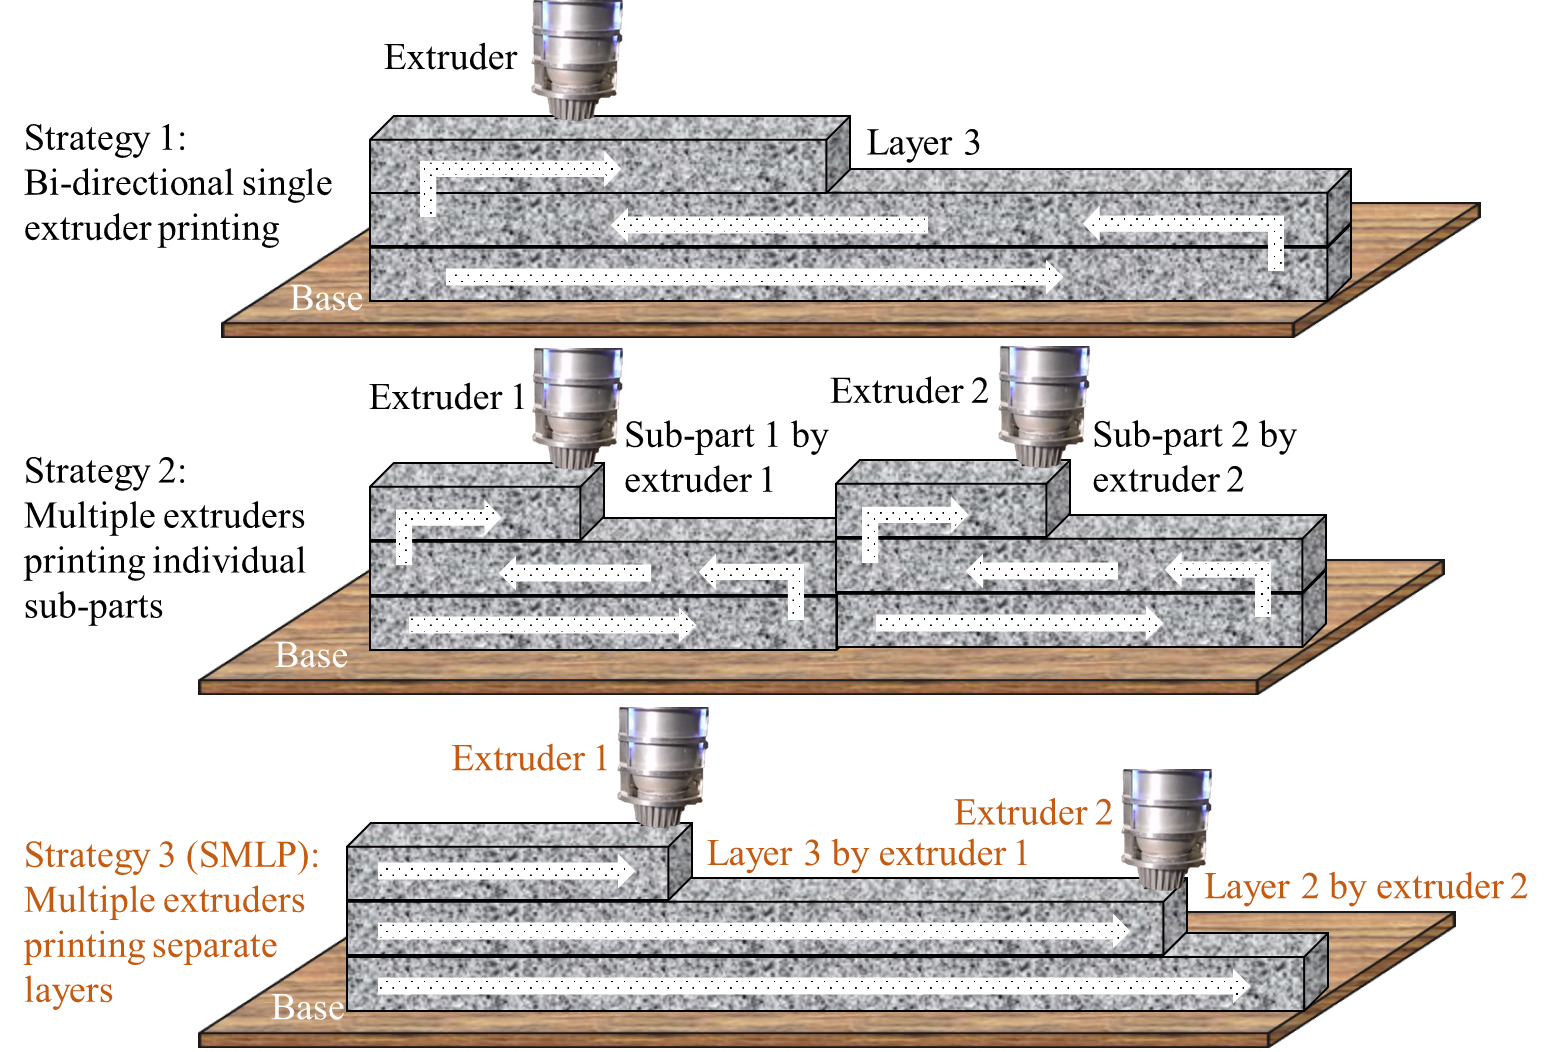 Extruder
Strategy 1:
Bi-directional single
extruder printing
Layer 3
Base
Extruder 1
Extruder 2
Sub-part 1 by
extruder 1
Sub-part 2 by
extruder 2
Strategy 2:
Multiple extruders
printing individual
sub-parts
Base
Extruder 1
Extruder 2
Strategy 3 (SMLP):
Multiple extruders
printing separate
layers
Layer 3 by extruder 1
Layer 2 by extruder 2
Base